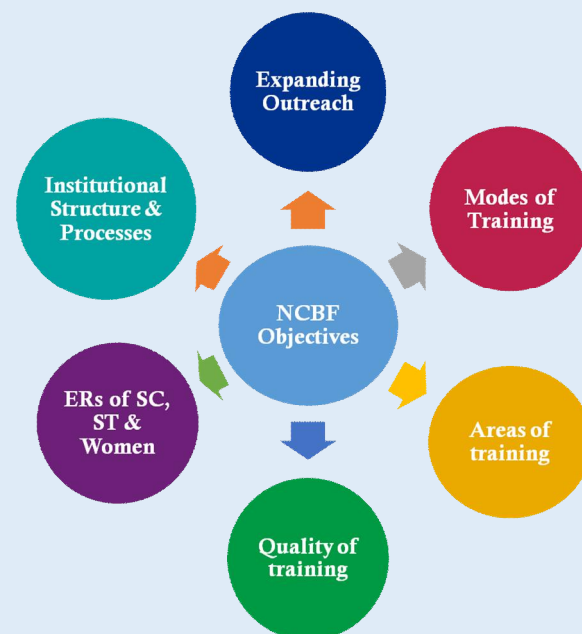 Expanding
Outreach
Institutional
Structure &
Processes
Modes of
Training
NCBF
Objectives
ERs of SC,
ST &
Women
Areas of
training
Quality of
training